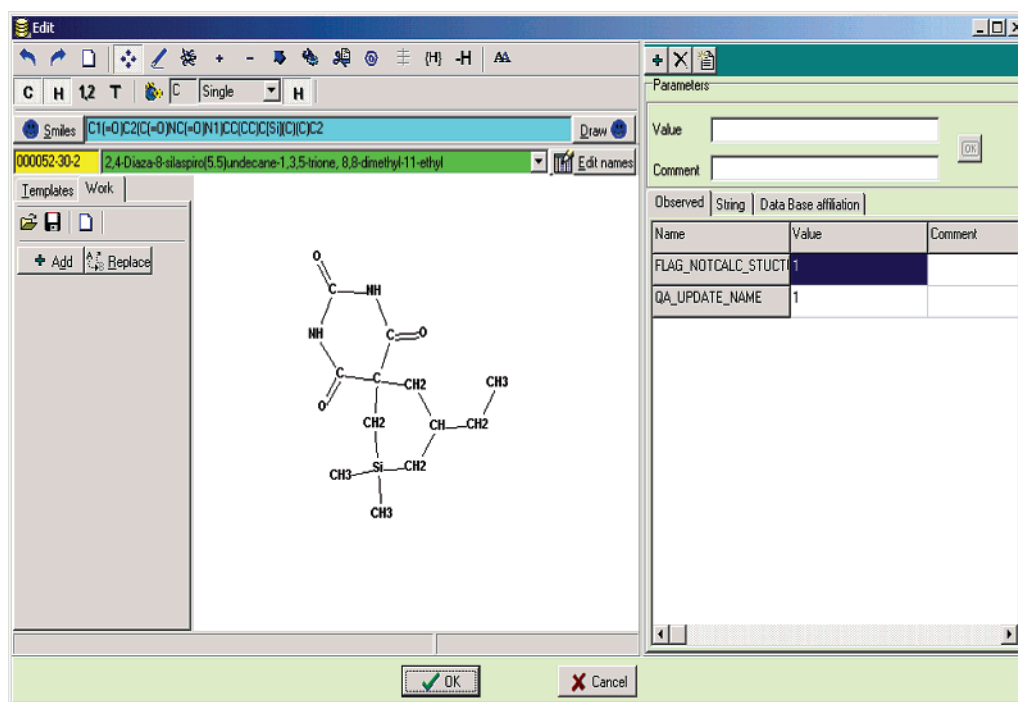 Edit
{H} -H AA
C H 1,2 T C Single H
Smiles C1(=O)C2(C(=O)NC(=O)N1)CC(CC)C[Si](C)(C)C2 Draw
000052-30-2 2,4-Diaza-8-silaspiro(5.5)undecane-1,3,5-trione, 8,8-dimethyl-11-ethyl Edit names
Templates Work
Add Replace
O
C NH
NH C O
C C CH2 CH3
O
CH2 CH CH2
CH3 Si CH2
CH3
OK Cancel
Parameters
Value
OK
Comment
Observed String Data Base affiliation
Name Value Comment
FLAG_NOTCALC_STUCTI 1
QA_UPDATE_NAME 1